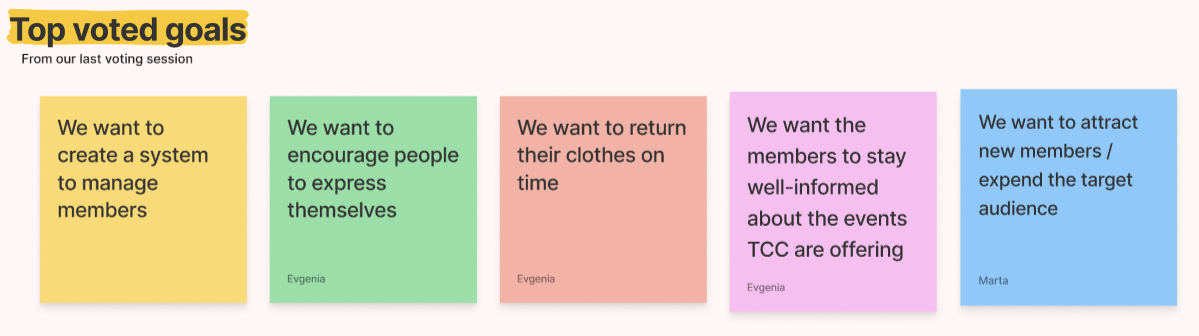 Top voted goals
From our last voting session
We want to
create a system
to manage
members
We want to
encourage people
to express
themselves
Evgenia
We want to return
their clothes on
time
Evgenia
We want the
members to stay
well-informed
about the events
TCC are offering
Evgenia
We want to attract
new members /
expend the target
audience
Marta